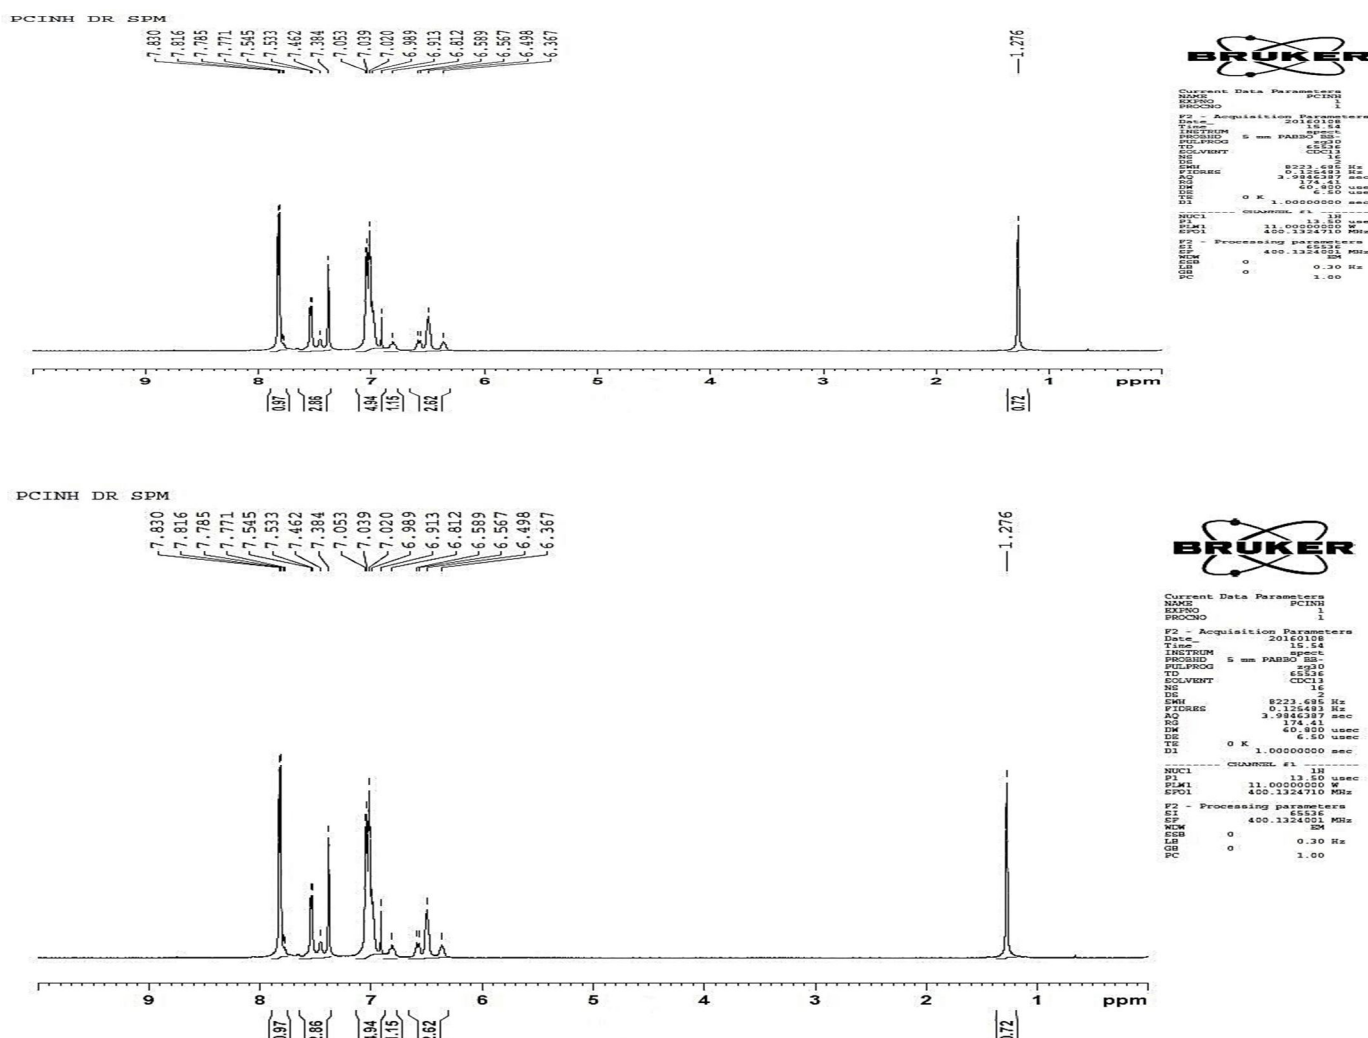 PCINH DR SPM
7.830
7.816
7.785
7.771
7.545
7.533
7.462
7.384
7.053
7.039
7.020
6.989
6.913
6.812
6.589
6.567
6.498
6.367
1.276
BRUKER
Current Data Parameters
NAME PCINH
EXPNO 1
PROCNO 1
F2 - Acquisition Parameters
Date_ 20160108
Time 15.54
INSTRUM spect
PROBHD 5 mm PABBO BB-
PULPROG zg30
TD 65536
SOLVENT CDCl3
NS 16
DS 2
SWH 8223.685 Hz
FIDRES 0.125483 Hz
AQ 3.9846387 sec
RG 174.41
DW 60.800 usec
DE 6.50 usec
TE 0 K
D1 1.00000000 sec
======== CHANNEL f1 ========
NUC1 1H
P1 13.50 usec
PLW1 11.00000000 W
SFO1 400.1324710 MHz
F2 - Processing parameters
SI 65536
SF 400.1324001 MHz
WDW EM
SSB 0
LB 0.30 Hz
GB 0
PC 1.00
9 8 7 6 5 4 3 2 1 ppm
0.97 2.86 4.94 1.15 2.62 0.72
PCINH DR SPM
7.830
7.816
7.785
7.771
7.545
7.533
7.462
7.384
7.053
7.039
7.020
6.989
6.913
6.812
6.589
6.567
6.498
6.367
1.276
BRUKER
Current Data Parameters
NAME PCINH
EXPNO 1
PROCNO 1
F2 - Acquisition Parameters
Date_ 20160108
Time 15.54
INSTRUM spect
PROBHD 5 mm PABBO BB-
PULPROG zg30
TD 65536
SOLVENT CDCl3
NS 16
DS 2
SWH 8223.685 Hz
FIDRES 0.125483 Hz
AQ 3.9846387 sec
RG 174.41
DW 60.800 usec
DE 6.50 usec
TE 0 K
D1 1.00000000 sec
======== CHANNEL f1 ========
NUC1 1H
P1 13.50 usec
PLW1 11.00000000 W
SFO1 400.1324710 MHz
F2 - Processing parameters
SI 65536
SF 400.1324001 MHz
WDW EM
SSB 0
LB 0.30 Hz
GB 0
PC 1.00
9 8 7 6 5 4 3 2 1 ppm
0.97 2.86 4.94 1.15 2.62 0.72